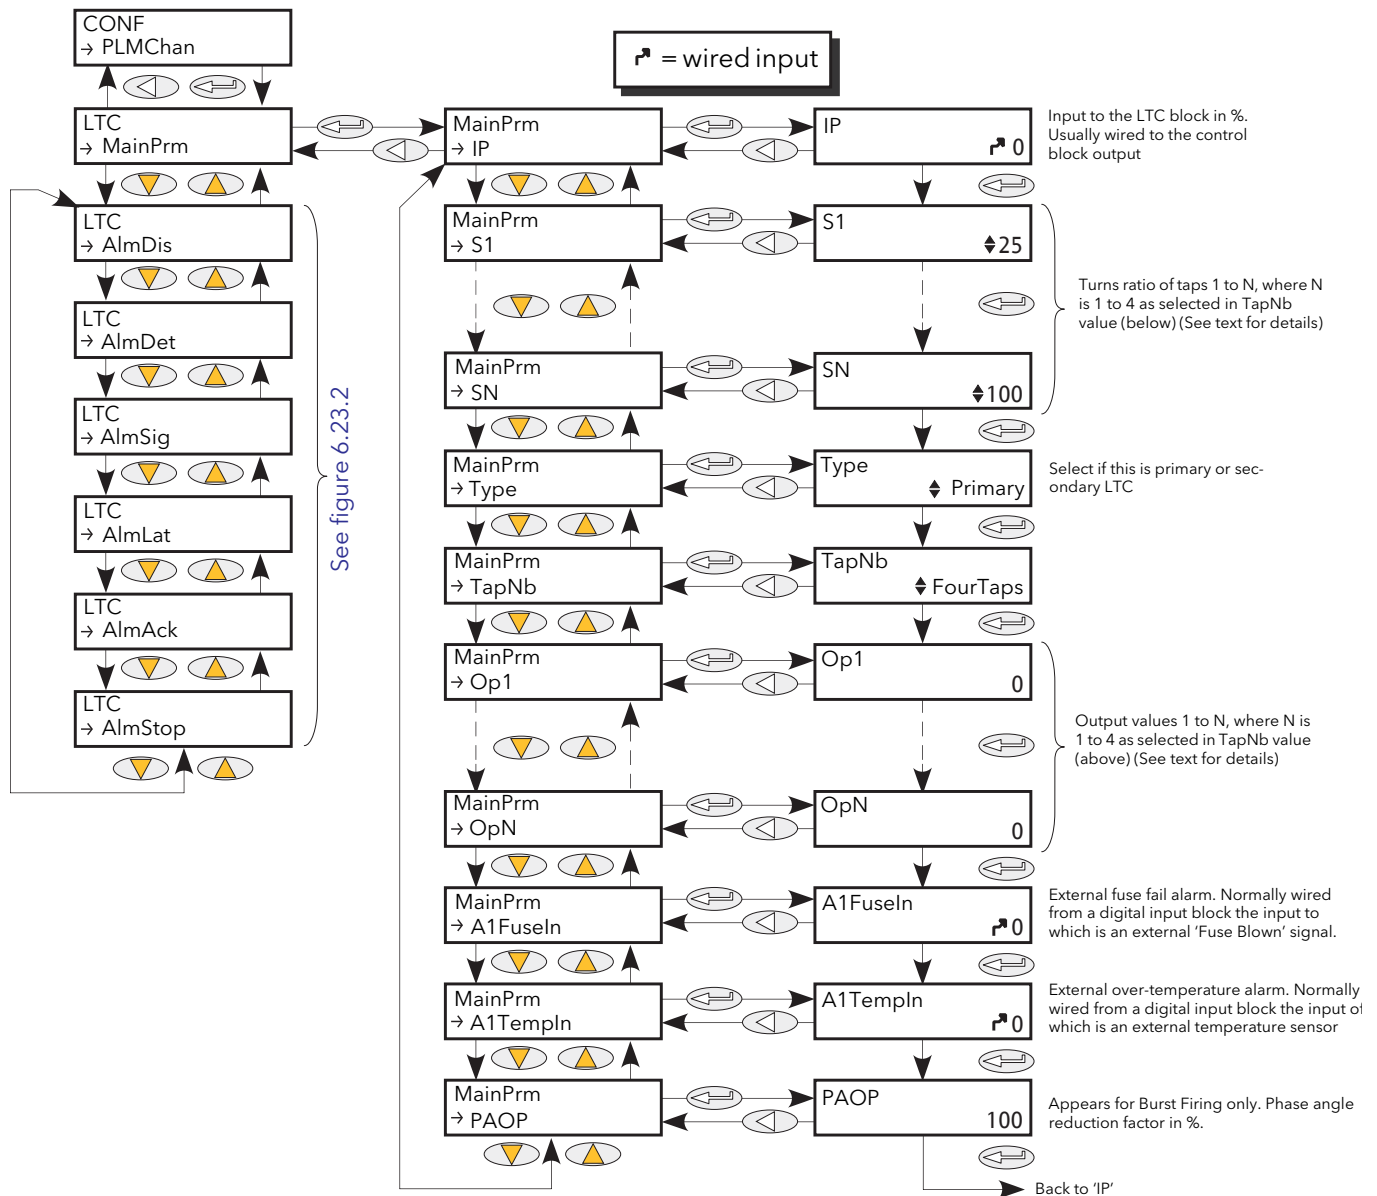 CONF
→ PLMChan
= wired input
LTC
→ MainPrm
LTC
→ AlmDis
LTC
→ AlmDet
LTC
→ AlmSig
LTC
→ AlmLat
LTC
→ AlmAck
LTC
→ AlmStop
See figure 6.23.2
MainPrm
→ IP
IP
0
Input to the LTC block in %.
Usually wired to the control
block output
MainPrm
→ S1
S1
25
Turns ratio of taps 1 to N, where N
is 1 to 4 as selected in TapNb
value (below) (See text for details)
MainPrm
→ SN
SN
100
MainPrm
→ Type
Type
Primary
Select if this is primary or sec-
ondary LTC
MainPrm
→ TapNb
TapNb
FourTaps
MainPrm
→ Op1
Op1
0
Output values 1 to N, where N is
1 to 4 as selected in TapNb value
(above) (See text for details)
MainPrm
→ OpN
OpN
0
MainPrm
→ A1FuseIn
A1FuseIn
0
External fuse fail alarm. Normally wired
from a digital input block the input to
which is an external ‘Fuse Blown’ signal.
MainPrm
→ A1TempIn
A1TempIn
0
External over-temperature alarm. Normally
wired from a digital input block the input of
which is an external temperature sensor
MainPrm
→ PAOP
PAOP
100
Appears for Burst Firing only. Phase angle
reduction factor in %.
Back to ‘IP’